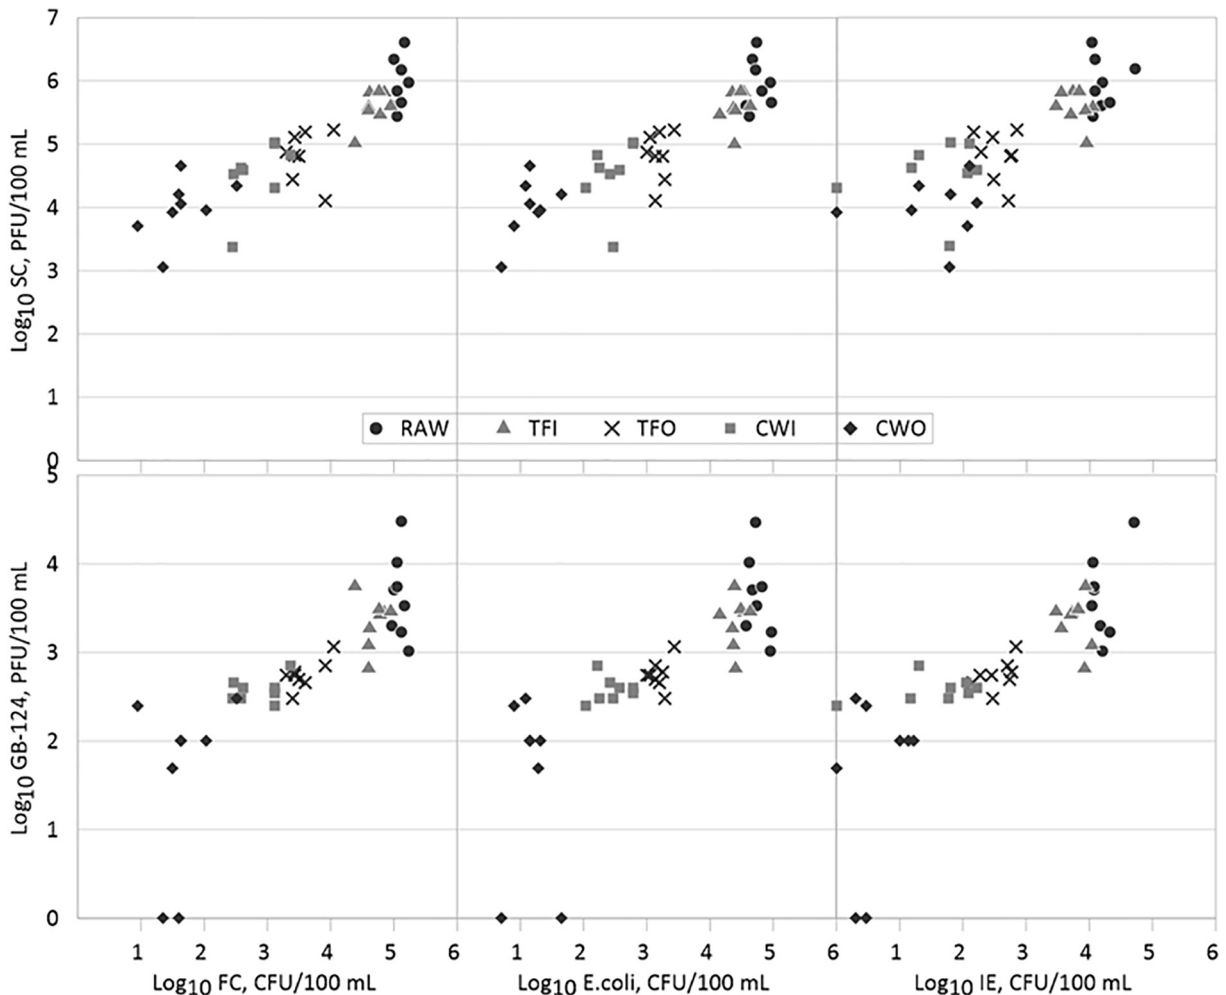 7
6
5
4
3
2
1
0
Log10 SC, PFU/100 mL
RAW TFI TFO CWI CWO
5
4
3
2
1
0
Log10 GB-124, PFU/100 mL
1 2 3 4 5 6 1 2 3 4 5 6 1 2 3 4 5 6
Log10 FC, CFU/100 mL Log10 E.coli, CFU/100 mL Log10 IE, CFU/100 mL